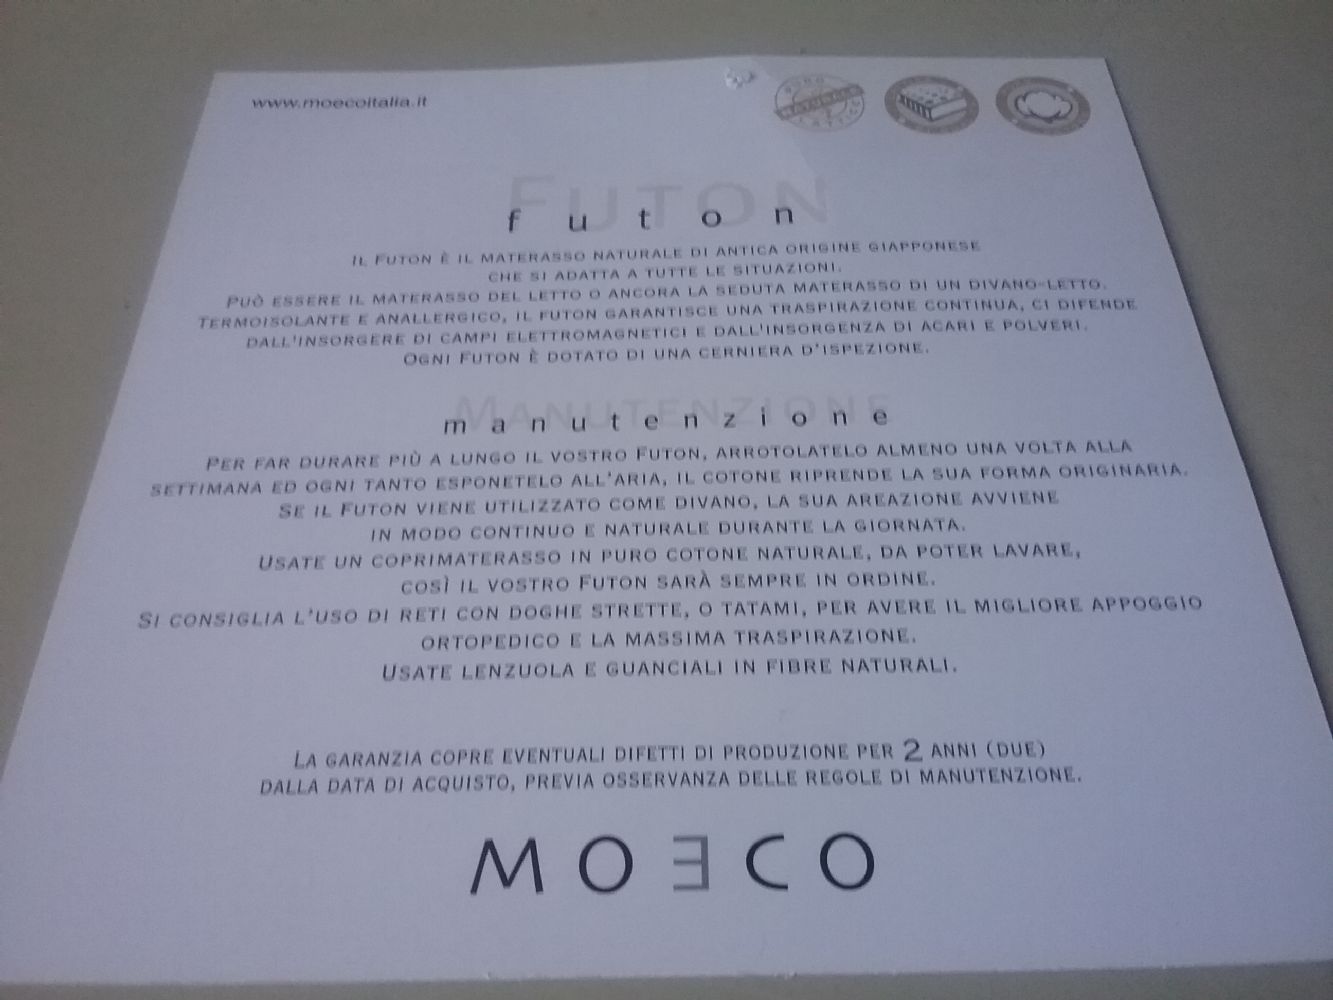 www.moecoitalia.it
PURO
NATURALE
LATTICE
FUTON
futon
IL FUTON È IL MATERASSO NATURALE DI ANTICA ORIGINE GIAPPONESE
CHE SI ADATTA A TUTTE LE SITUAZIONI.
PUÒ ESSERE IL MATERASSO DEL LETTO O ANCORA LA SEDUTA MATERASSO DI UN DIVANO-LETTO.
TERMOISOLANTE E ANALLERGICO, IL FUTON GARANTISCE UNA TRASPIRAZIONE CONTINUA, CI DIFENDE
DALL'INSORGERE DI CAMPI ELETTROMAGNETICI E DALL'INSORGENZA DI ACARI E POLVERI.
OGNI FUTON È DOTATO DI UNA CERNIERA D'ISPEZIONE.
MANUTENZIONE
manutenzione
PER FAR DURARE PIÙ A LUNGO IL VOSTRO FUTON, ARROTOLATELO ALMENO UNA VOLTA ALLA
SETTIMANA ED OGNI TANTO ESPONETELO ALL'ARIA, IL COTONE RIPRENDE LA SUA FORMA ORIGINARIA.
SE IL FUTON VIENE UTILIZZATO COME DIVANO, LA SUA AREAZIONE AVVIENE
IN MODO CONTINUO E NATURALE DURANTE LA GIORNATA.
USATE UN COPRIMATERASSO IN PURO COTONE NATURALE, DA POTER LAVARE,
COSÌ IL VOSTRO FUTON SARÀ SEMPRE IN ORDINE.
SI CONSIGLIA L'USO DI RETI CON DOGHE STRETTE, O TATAMI, PER AVERE IL MIGLIORE APPOGGIO
ORTOPEDICO E LA MASSIMA TRASPIRAZIONE.
USATE LENZUOLA E GUANCIALI IN FIBRE NATURALI.
LA GARANZIA COPRE EVENTUALI DIFETTI DI PRODUZIONE PER 2 ANNI (DUE)
DALLA DATA DI ACQUISTO, PREVIA OSSERVANZA DELLE REGOLE DI MANUTENZIONE.
MOECO